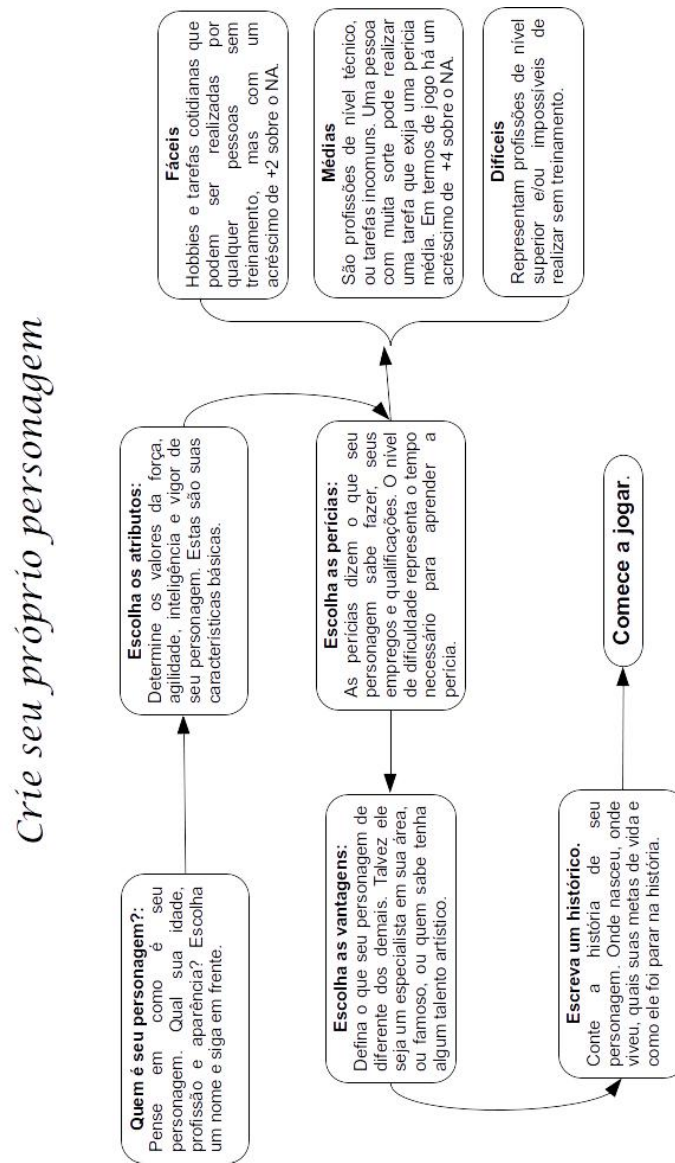 Crie seu próprio personagem
Quem é seu personagem?:
Pense em como é seu
personagem. Qual sua idade,
profissão e aparência? Escolha
um nome e siga em frente.
Escolha os atributos:
Determine os valores da força,
agilidade, inteligência e vigor de
seu personagem. Estas são suas
características básicas.
Escolha as perícias:
As perícias dizem o que seu
personagem sabe fazer, seus
empregos e qualificações. O nível
de dificuldade representa o tempo
necessário para aprender a
perícia.
Fáceis
Hobbies e tarefas cotidianas que
podem ser realizadas por
qualquer pessoas sem
treinamento, mas com um
acréscimo de +2 sobre o NA.
Médias
São profissões de nível técnico,
ou tarefas incomuns. Uma pessoa
com muita sorte pode realizar
uma tarefa que exija uma perícia
média. Em termos de jogo há um
acréscimo de +4 sobre o NA.
Difíceis
Representam profissões de nível
superior e/ou impossíveis de
realizar sem treinamento.
Escolha as vantagens:
Defina o que seu personagem de
diferente dos demais. Talvez ele
seja um especialista em sua área,
ou famoso, ou quem sabe tenha
algum talento artístico.
Escreva um histórico.
Conte a história de seu
personagem. Onde nasceu, onde
viveu, quais suas metas de vida e
como ele foi parar na história.
Comece a jogar.